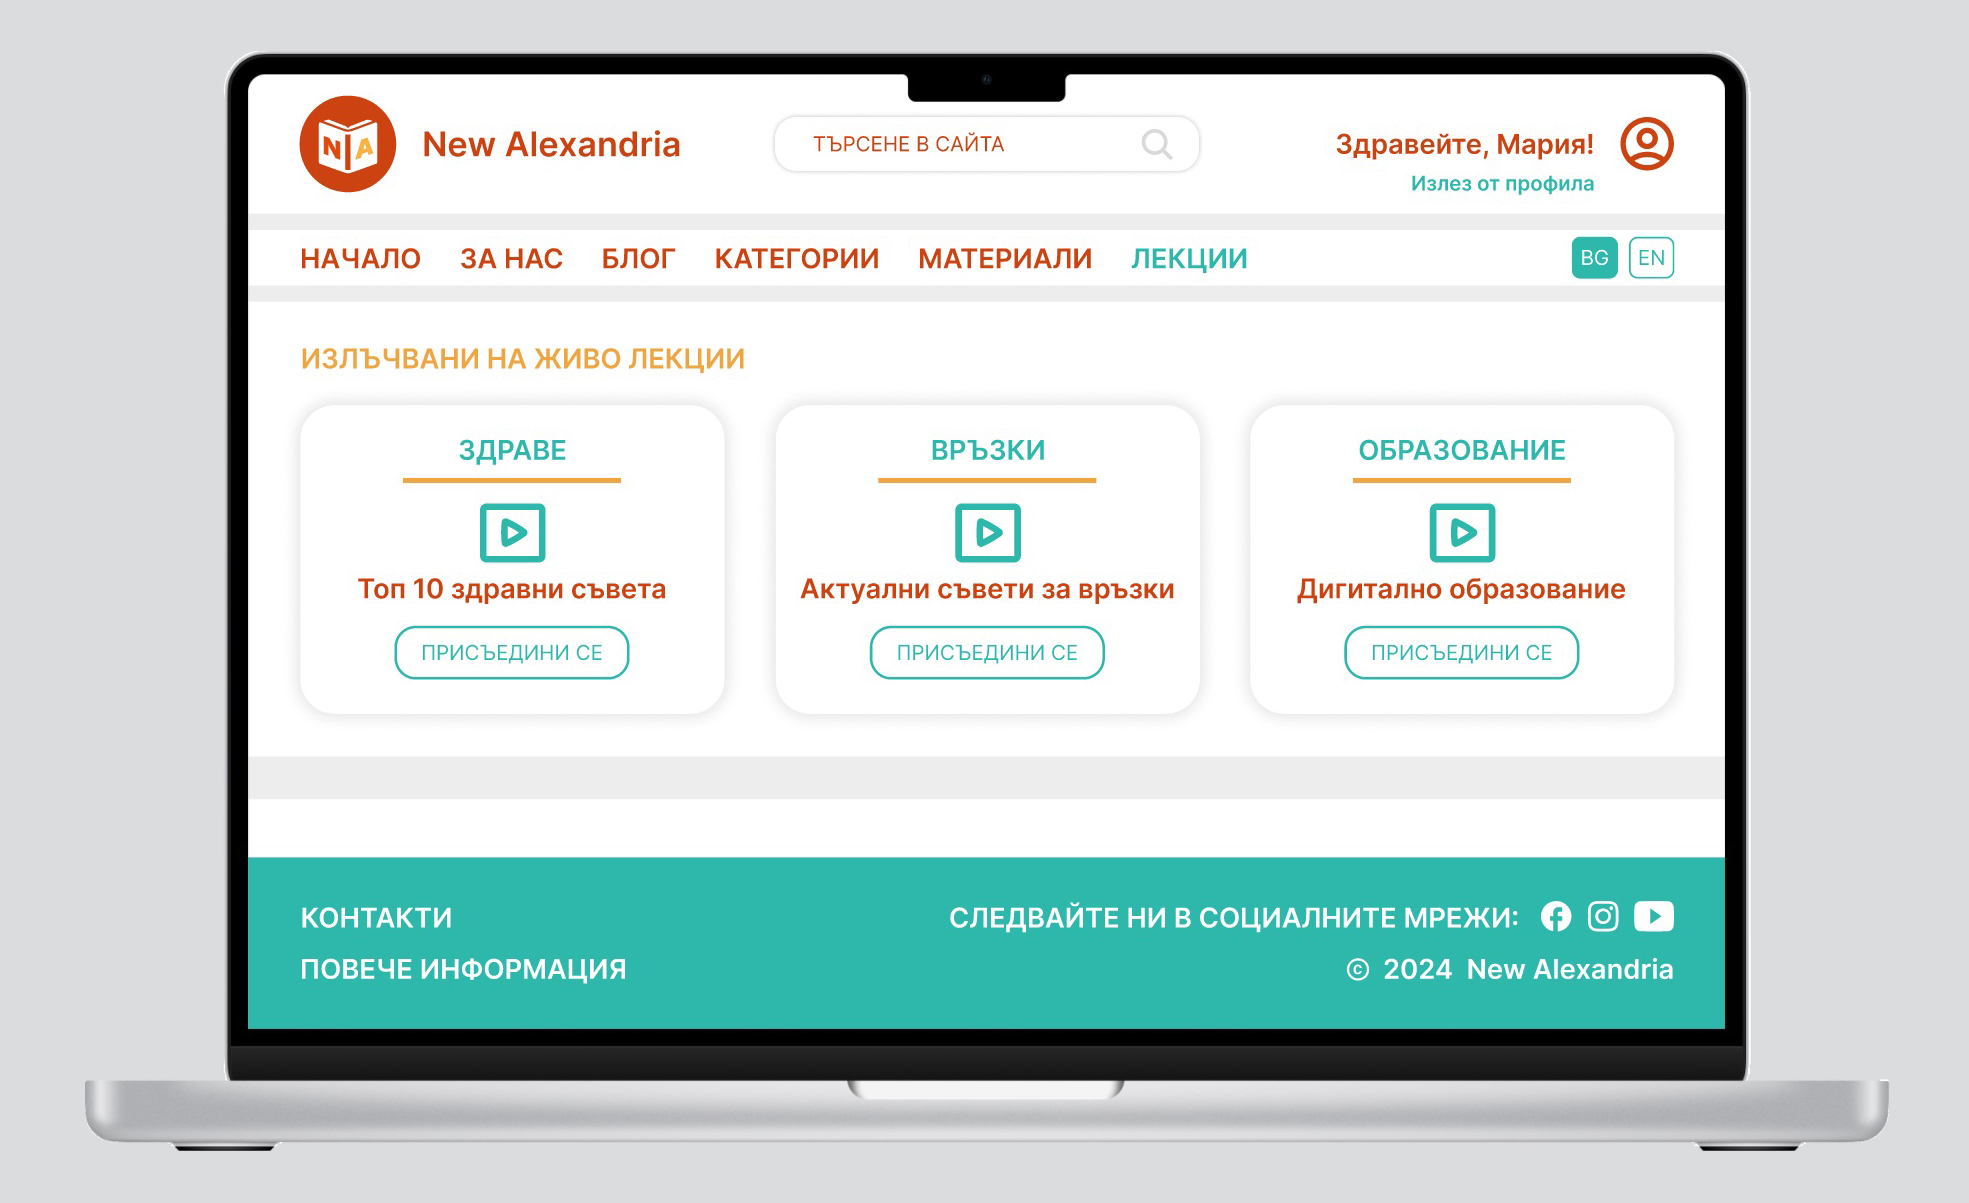 NA
New Alexandria
ТЪРСЕНЕ В САЙТА
Здравейте, Мария!
Излез от профила
НАЧАЛО ЗА НАС БЛОГ КАТЕГОРИИ МАТЕРИАЛИ ЛЕКЦИИ
BG EN
ИЗЛЪЧВАНИ НА ЖИВО ЛЕКЦИИ
ЗДРАВЕ
Топ 10 здравни съвета
ПРИСЪЕДИНИ СЕ
ВРЪЗКИ
Актуални съвети за връзки
ПРИСЪЕДИНИ СЕ
ОБРАЗОВАНИЕ
Дигитално образование
ПРИСЪЕДИНИ СЕ
КОНТАКТИ
ПОВЕЧЕ ИНФОРМАЦИЯ
СЛЕДВАЙТЕ НИ В СОЦИАЛНИТЕ МРЕЖИ:
© 2024 New Alexandria